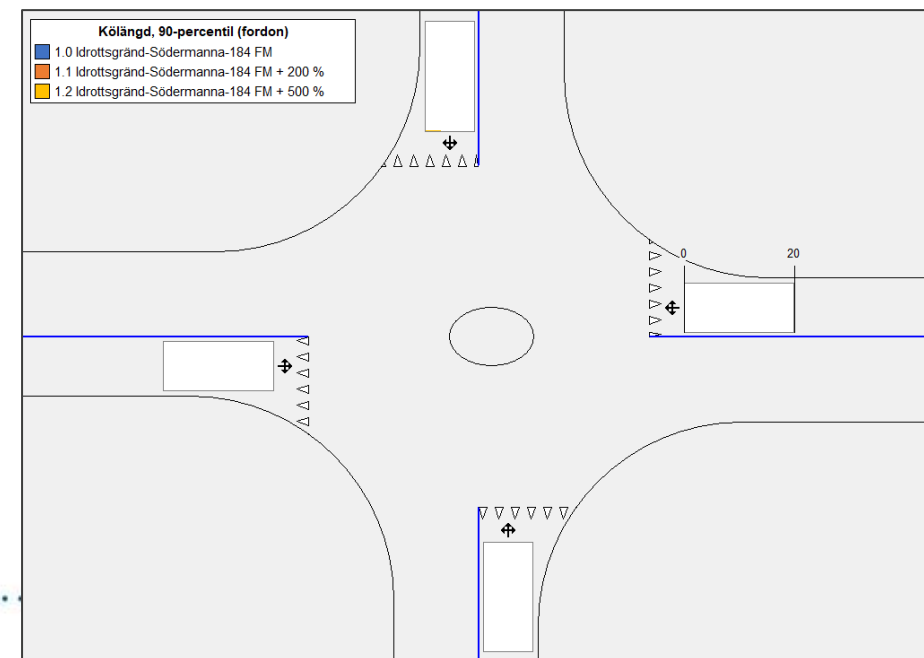 Kölängd, 90-percentil (fordon)
1.0 Idrottsgränd-Södermanna-184 FM
1.1 Idrottsgränd-Södermanna-184 FM + 200 %
1.2 Idrottsgränd-Södermanna-184 FM + 500 %
0 20